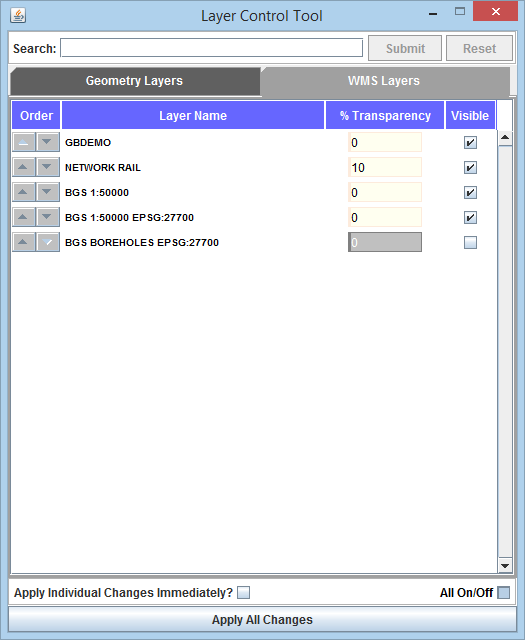 Layer Control Tool
Search: Submit Reset
Geometry Layers WMS Layers
Order Layer Name % Transparency Visible
GBDEMO 0
NETWORK RAIL 10
BGS 1:50000 0
BGS 1:50000 EPSG:27700 0
BGS BOREHOLES EPSG:27700 0
Apply Individual Changes Immediately? All On/Off
Apply All Changes